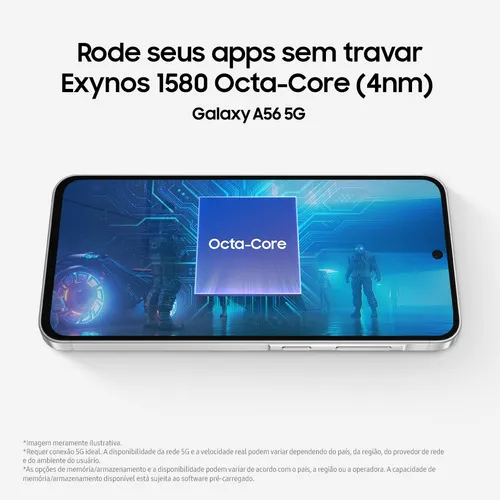 Rode seus apps sem travar
Exynos 1580 Octa-Core (4nm)
Galaxy A56 5G
Octa-Core
*Imagem meramente ilustrativa.
*Requer conexão 5G ideal. A disponibilidade da rede 5G e a velocidade real podem variar dependendo do país, da região, do provedor de rede
e do ambiente do usuário.
*As opções de memória/armazenamento e a disponibilidade podem variar de acordo com o país, a região ou a operadora. A capacidade de
memória/armazenamento disponível está sujeita ao software pré-carregado.